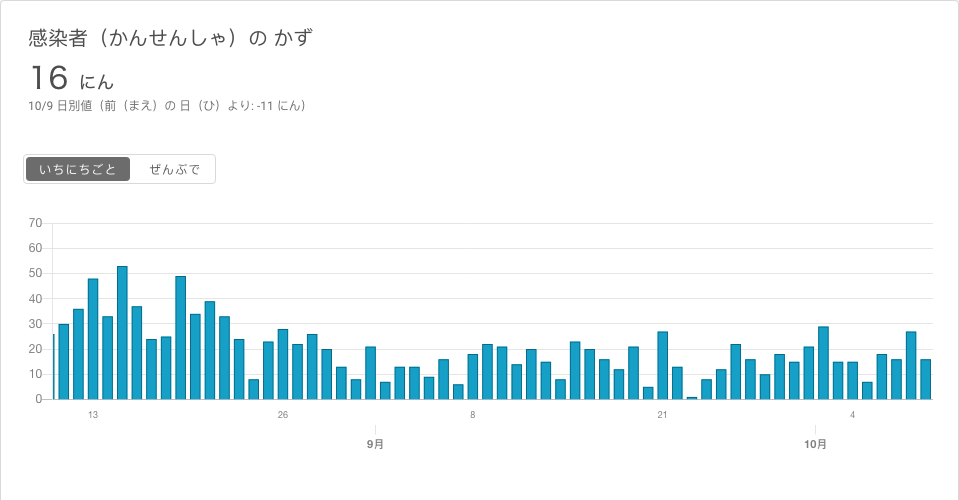 感染者（かんせんしゃ）の かず
16 にん
10/9 日別値（前（まえ）の 日（ひ）より: -11 にん）
いちにちごと ぜんぶで
70
60
50
40
30
20
10
0
13 26 8 21 4
9月 10月